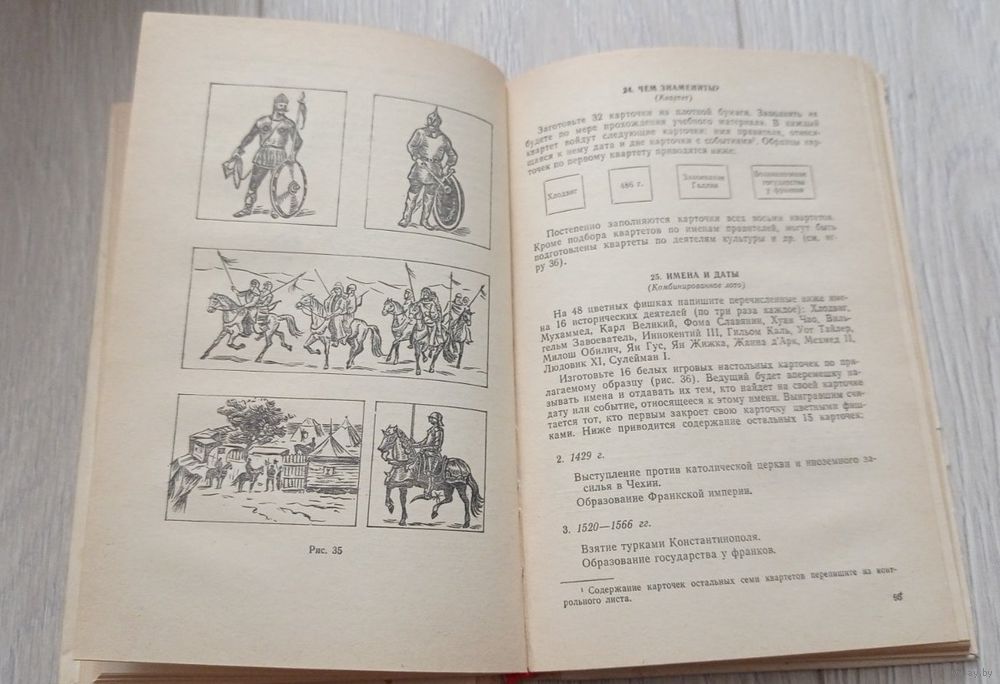 Рис. 35
24. ЧЕМ ЗНАМЕНИТЫ?
(Квартет)
Заготовьте 32 карточки из плотной бумаги. Заполнить их
будете по мере прохождения учебного материала. В каждый
квартет войдут следующие карточки: имя правителя, относя-
щаяся к нему дата и две карточки с событиями¹. Образцы кар-
точек по первому квартету приводятся ниже:
Хлодвиг
486 г.
Завоевание
Галлии
Возникновение
государства
у франков
Постепенно заполняются карточки всех восьми квартетов.
Кроме подбора квартетов по именам правителей, могут быть
подготовлены квартеты по деятелям культуры и др. (см. иг-
ру 36).
25. ИМЕНА И ДАТЫ
(Комбинированное лото)
На 48 цветных фишках напишите перечисленные ниже име-
на 16 исторических деятелей (по три раза каждое): Хлодвиг,
Мухаммед, Карл Великий, Фома Славянин, Хуан Чао, Виль-
гельм Завоеватель, Иннокентий III, Гильом Каль, Уот Тайлер,
Милош Обилич, Ян Гус, Ян Жижка, Жанна д'Арк, Мехмед II,
Людовик XI, Сулейман I.
Изготовьте 16 белых игровых настольных карточек по при-
лагаемому образцу (рис. 36). Ведущий будет вперемешку на-
зывать имена и отдавать их тем, кто найдет на своей карточке
дату или событие, относящееся к этому имени. Выигравшим счи-
тается тот, кто первым закроет свою карточку цветными фиш-
ками. Ниже приводится содержание остальных 15 карточек:
2. 1429 г.
Выступление против католической церкви и иноземного за-
силья в Чехии.
Образование Франкской империи.
3. 1520—1566 гг.
Взятие турками Константинополя.
Образование государства у франков.
¹ Содержание карточек остальных семи квартетов перепишите из конт-
рольного листа.